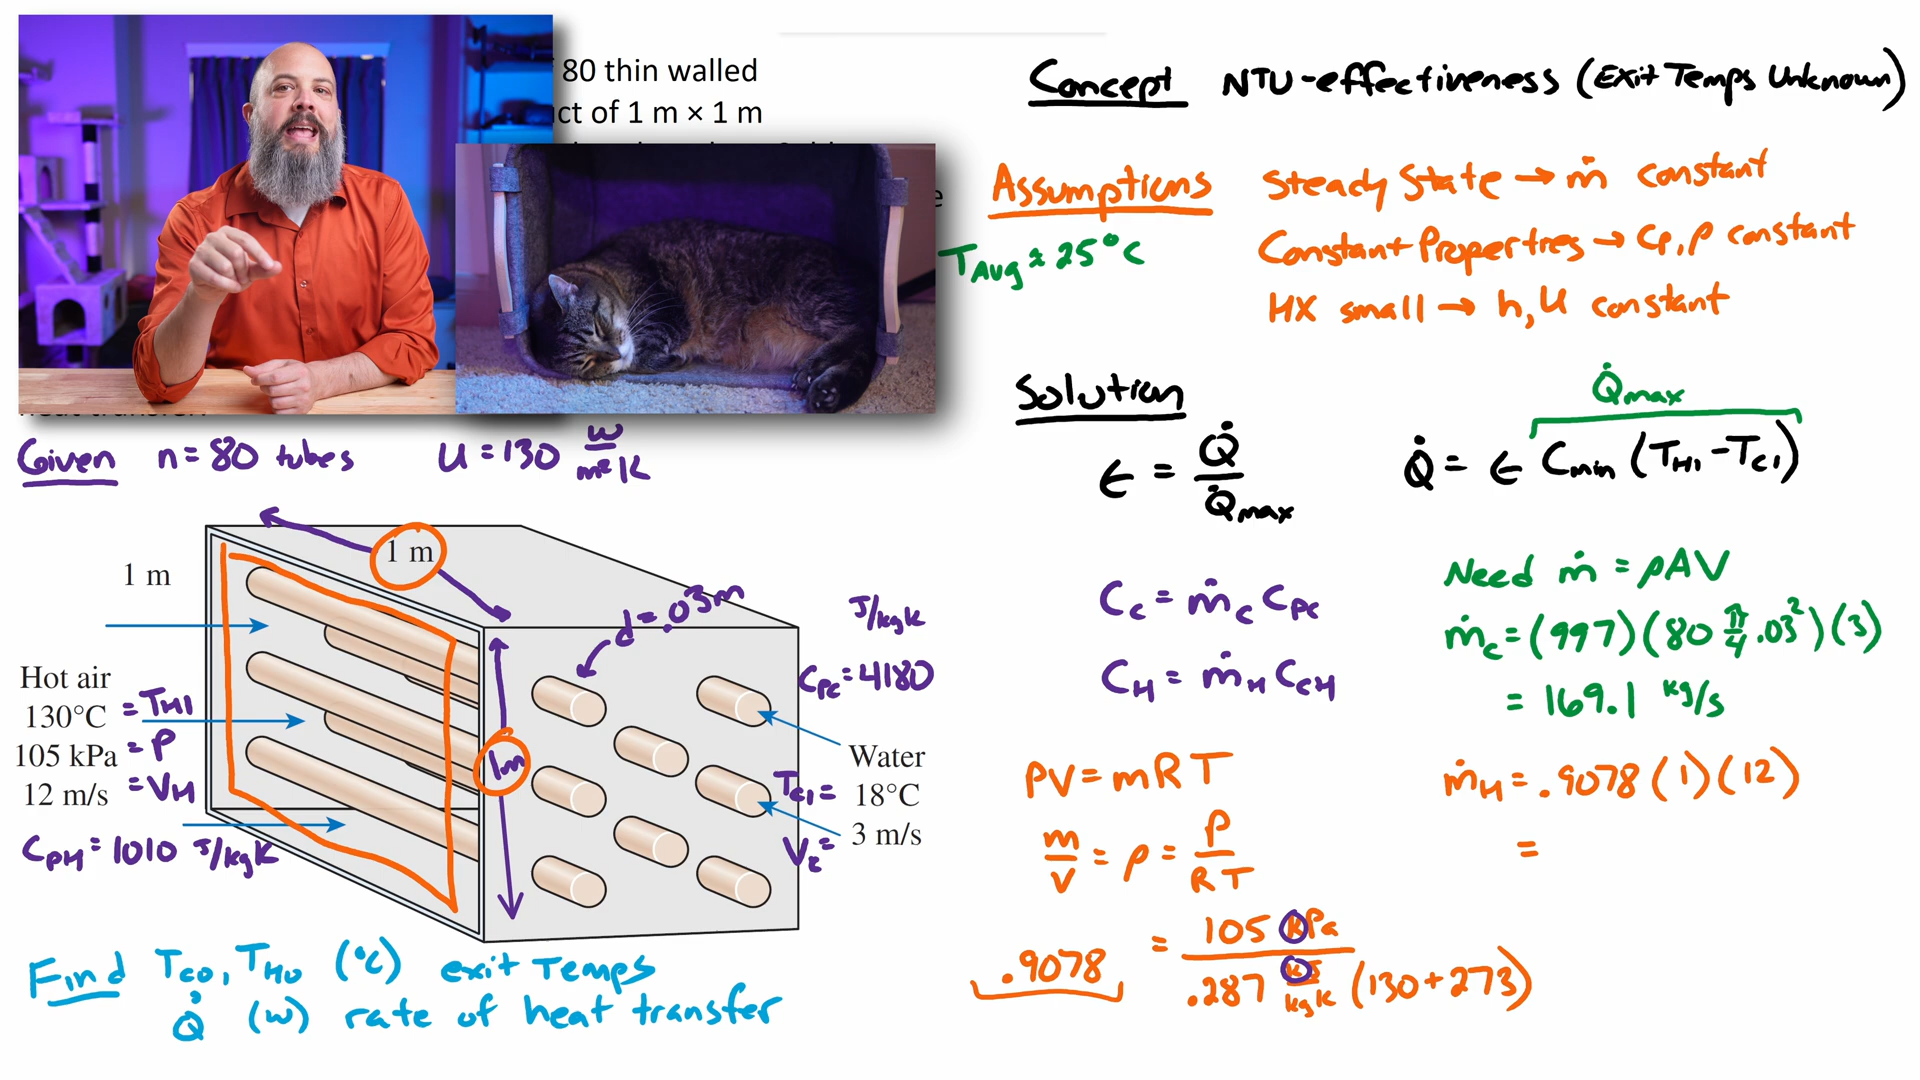 80 thin walled
ct of 1 m × 1 m
Given n = 80 tubes U = 130 W/m²K
1 m
1 m
d = .03m
J/kgK
Cpc = 4180
Hot air
130°C = TH1
105 kPa = P
12 m/s = VH
CPH = 1010 J/kgK
1m
Water
Tc1 = 18°C
3 m/s
Find Tco, THo (°C) exit Temps
Q̇ (W) rate of heat transfer
Concept NTU-effectiveness (Exit Temps Unknown)
Assumptions Steady State → ṁ constant
TAvg ≈ 25°C
Constant Properties → Cp, ρ constant
HX small → h, U constant
Solution
ϵ = Q̇/Q̇max
Q̇max
Q̇ = ϵ Cmin (TH1 - Tc1)
Cc = ṁc Cpc
CH = ṁH CcH
Need ṁ = ρAV
ṁc = (997)(80 π/4 .03²)(3)
= 169.1 kg/s
PV = mRT
m/V = ρ = P/RT
.9078 = 105 kPa/.287 kJ/kgK (130+273)
ṁH = .9078 (1)(12)
=